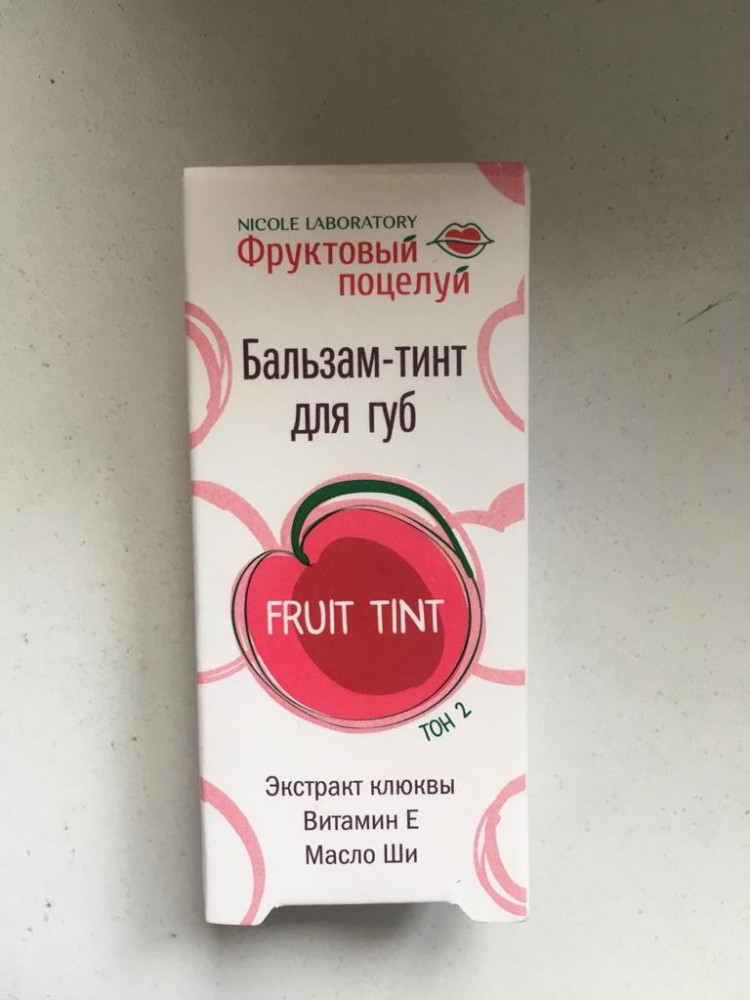 NICOLE LABORATORY
Фруктовый
поцелуй
Бальзам-тинт
для губ
FRUIT TINT
ТОН 2
Экстракт клюквы
Витамин Е
Масло Ши